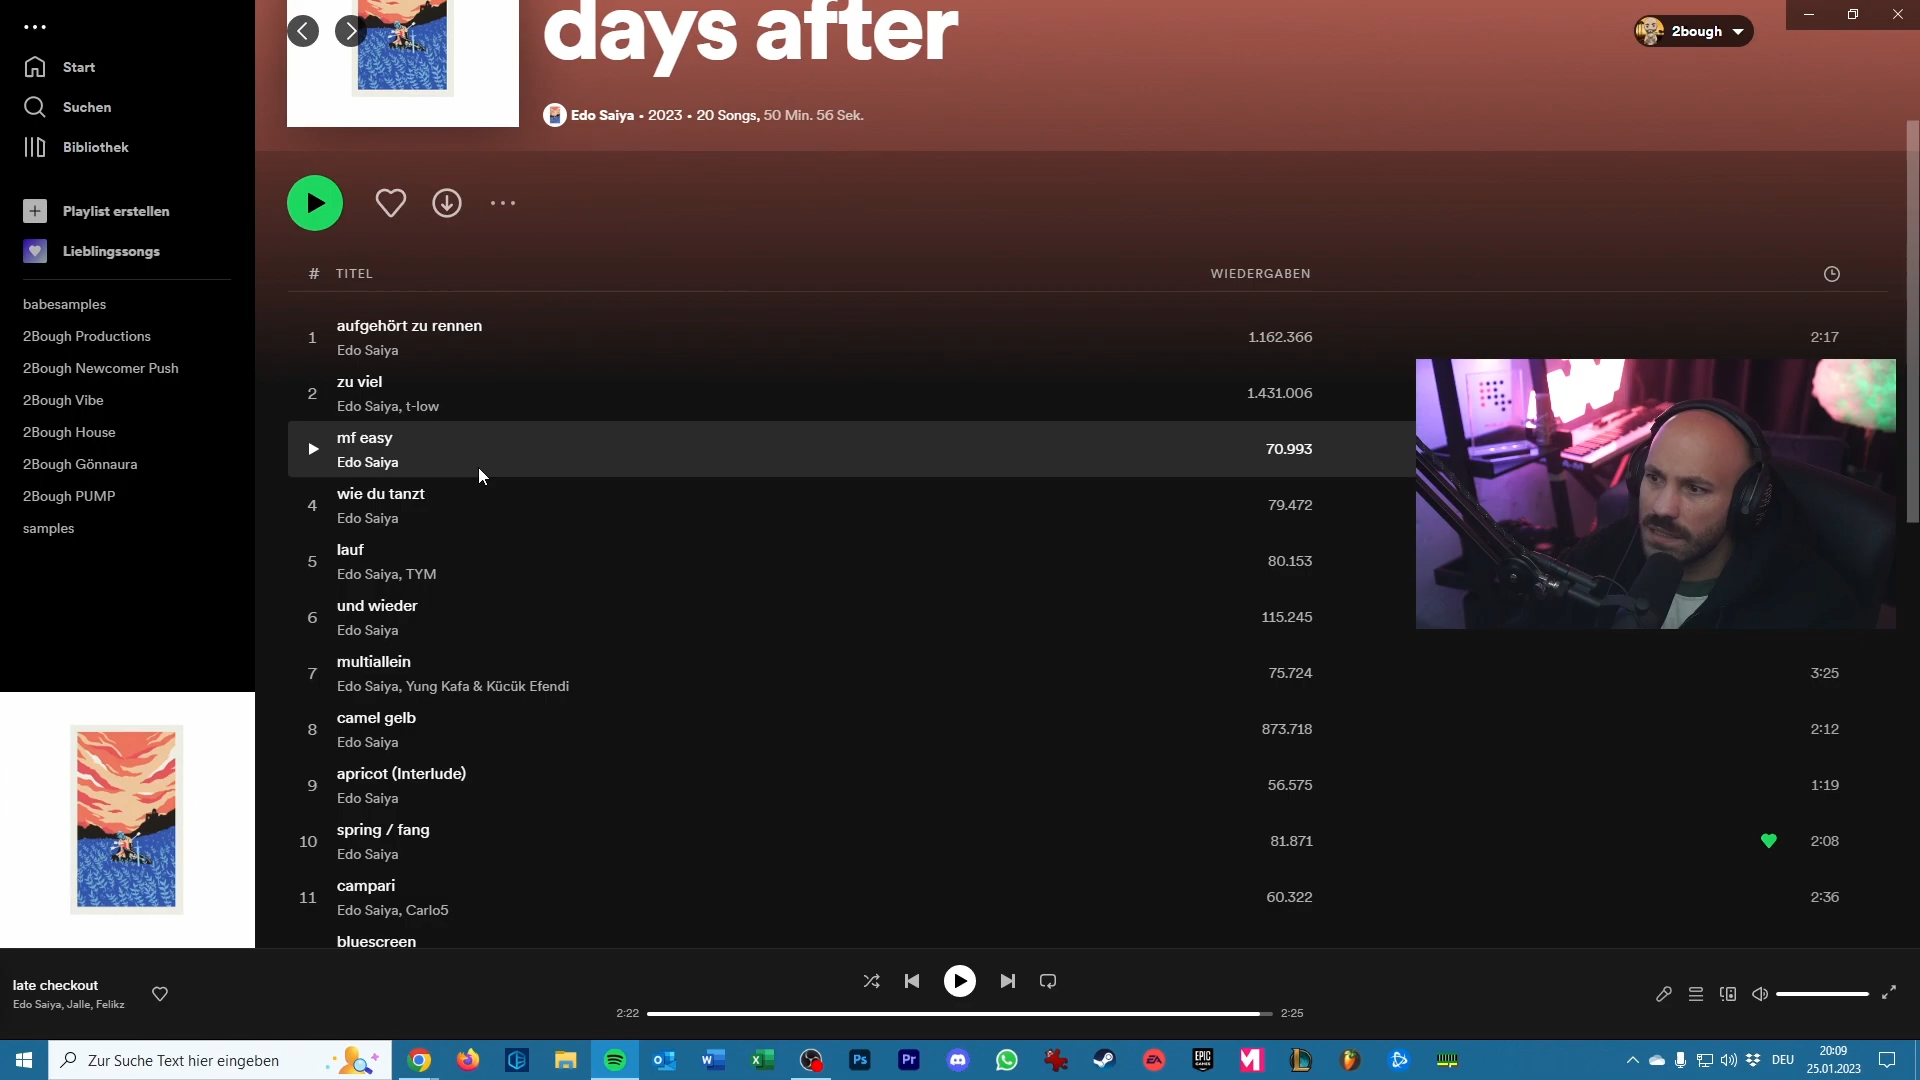 days after
2bough
Start
Suchen
Bibliothek
Playlist erstellen
Lieblingssongs
babesamples
2Bough Productions
2Bough Newcomer Push
2Bough Vibe
2Bough House
2Bough Gönnaura
2Bough PUMP
samples
Edo Saiya • 2023 • 20 Songs, 50 Min. 56 Sek.
# TITEL WIEDERGABEN
1 aufgehört zu rennen 1.162.366 2:17
Edo Saiya
2 zu viel 1.431.006
Edo Saiya, t-low
mf easy 70.993
Edo Saiya
4 wie du tanzt 79.472
Edo Saiya
5 lauf 80.153
Edo Saiya, TYM
6 und wieder 115.245
Edo Saiya
7 multiallein 75.724 3:25
Edo Saiya, Yung Kafa & Kücük Efendi
8 camel gelb 873.718 2:12
Edo Saiya
9 apricot (Interlude) 56.575 1:19
Edo Saiya
10 spring / fang 81.871 2:08
Edo Saiya
11 campari 60.322 2:36
Edo Saiya, Carlo5
bluescreen
late checkout
Edo Saiya, Jalle, Felikz
2:22 2:25
Zur Suche Text hier eingeben
Ps
Pr
EA
EPIC GAMES
DEU
20:09
25.01.2023